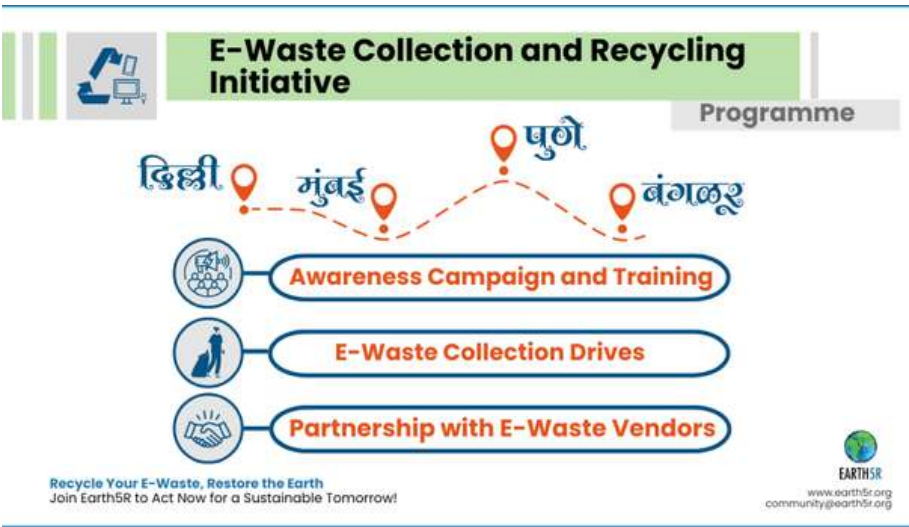 E-Waste Collection and Recycling
Initiative
Programme
दिल्ली
मुंबई
पुणे
बंगळूर
Awareness Campaign and Training
E-Waste Collection Drives
Partnership with E-Waste Vendors
Recycle Your E-Waste, Restore the Earth
Join Earth5R to Act Now for a Sustainable Tomorrow!
EARTH5R
www.earth5r.org
community@earth5r.org